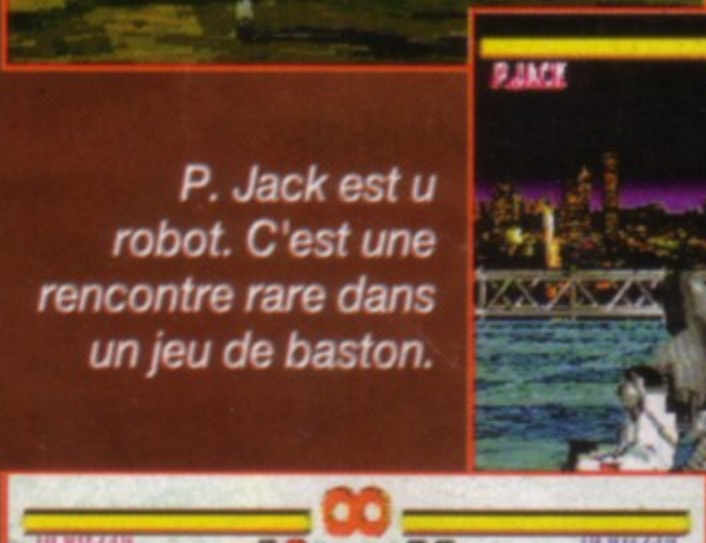 P. JACK
P. Jack est u
robot. C'est une
rencontre rare dans
un jeu de baston.